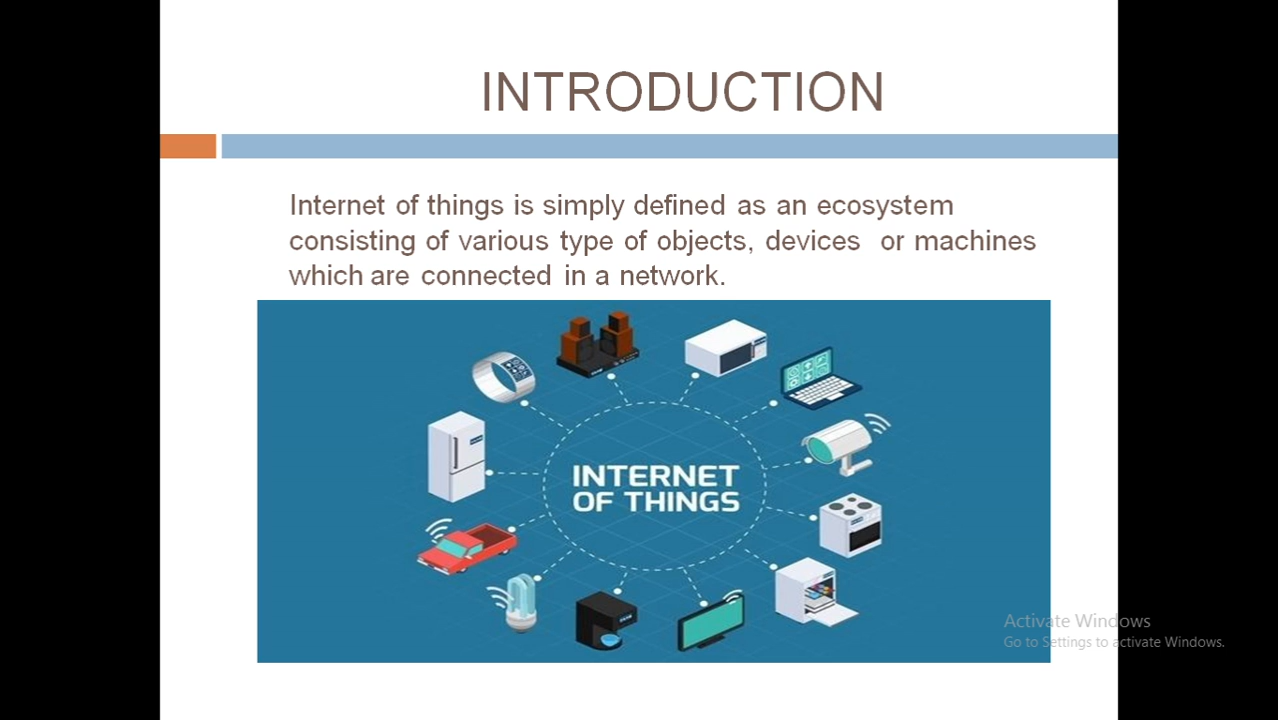 INTRODUCTION
Internet of things is simply defined as an ecosystem
consisting of various type of objects, devices or machines
which are connected in a network.
INTERNET
OF THINGS
Activate Windows
Go to Settings to activate Windows.